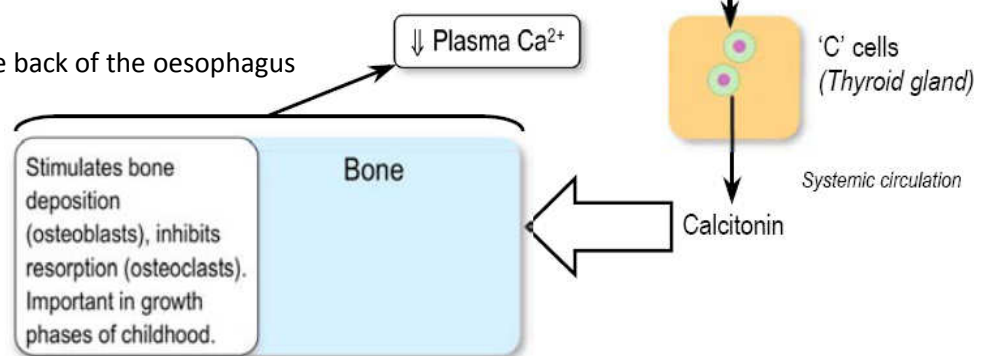 ⇓ Plasma Ca²⁺
e back of the oesophagus
'C' cells
(Thyroid gland)
Systemic circulation
Calcitonin
Bone
Stimulates bone
deposition
(osteoblasts), inhibits
resorption (osteoclasts).
Important in growth
phases of childhood.